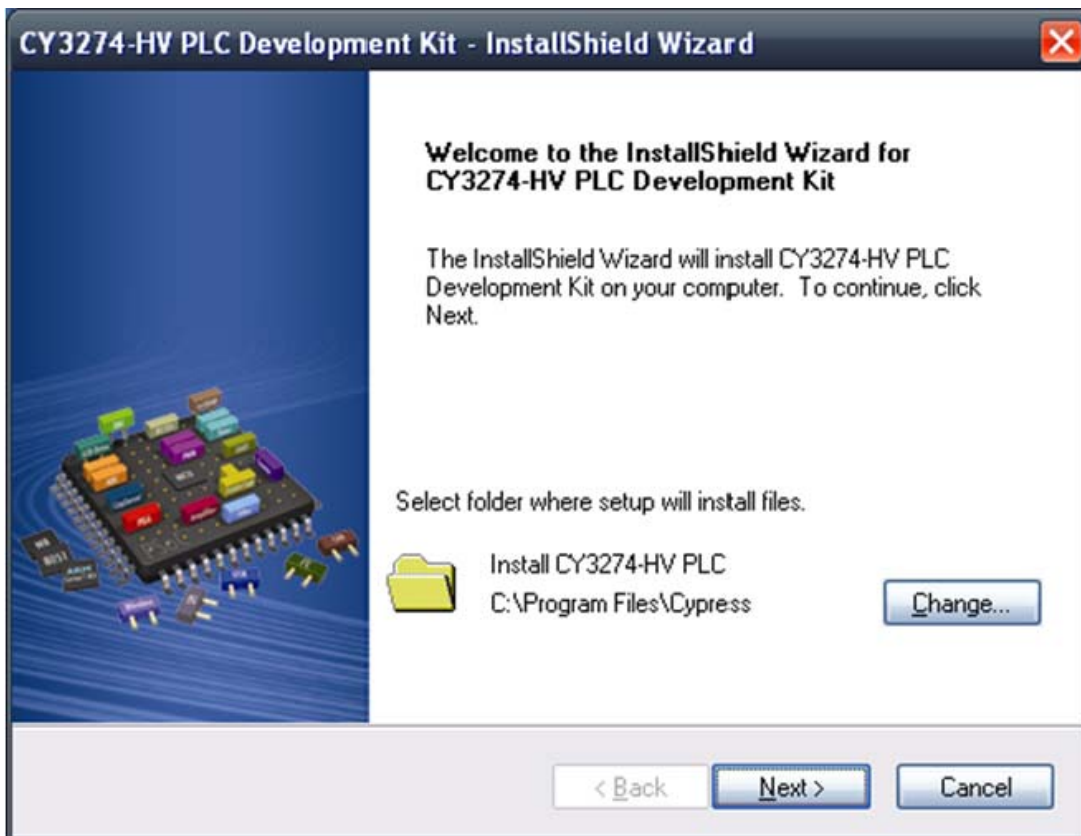 CY3274-HV PLC Development Kit - InstallShield Wizard
Welcome to the InstallShield Wizard for
CY3274-HV PLC Development Kit
The InstallShield Wizard will install CY3274-HV PLC
Development Kit on your computer. To continue, click
Next.
Select folder where setup will install files.
Install CY3274-HV PLC
C:\Program Files\Cypress
Change...
< Back
Next >
Cancel